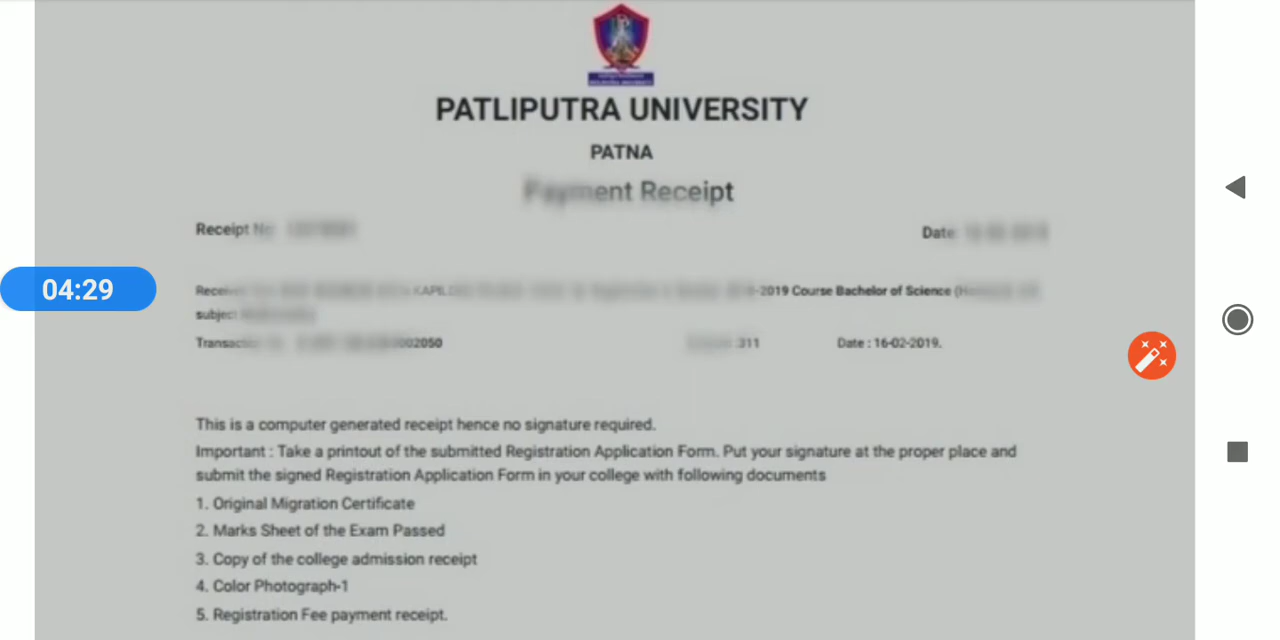 PATLIPUTRA UNIVERSITY
PATNA
Payment Receipt
Receipt No
Date
-2019 Course Bachelor of Science
subject
002050 311 Date : 16-02-2019.
04:29
This is a computer generated receipt hence no signature required.
Important : Take a printout of the submitted Registration Application Form. Put your signature at the proper place and
submit the signed Registration Application Form in your college with following documents
1. Original Migration Certificate
2. Marks Sheet of the Exam Passed
3. Copy of the college admission receipt
4. Color Photograph-1
5. Registration Fee payment receipt.